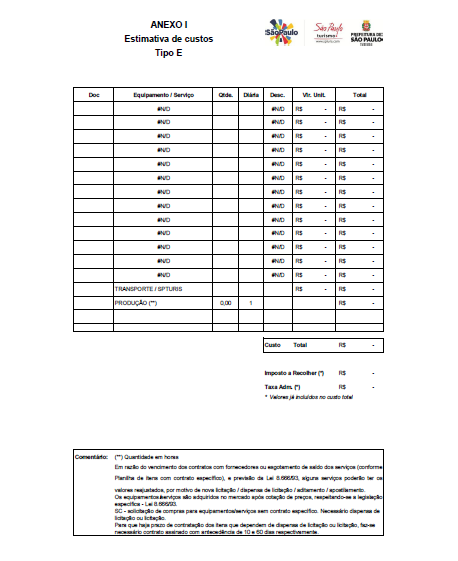 ANEXO I
Estimativa de custos
Tipo E
São Paulo
São Paulo
turismo
PREFEITURA DE
SÃO PAULO
Doc Equipamento / Serviço Qtde. Diária Desc. Vlr. Unit. Total
#N/D #N/D R$ - R$ -
#N/D #N/D R$ - R$ -
#N/D #N/D R$ - R$ -
#N/D #N/D R$ - R$ -
#N/D #N/D R$ - R$ -
#N/D #N/D R$ - R$ -
#N/D #N/D R$ - R$ -
#N/D #N/D R$ - R$ -
#N/D #N/D R$ - R$ -
#N/D #N/D R$ - R$ -
#N/D #N/D R$ - R$ -
#N/D #N/D R$ - R$ -
#N/D #N/D R$ - R$ -
TRANSPORTE / SPTURIS R$ - R$ -
PRODUÇÃO (**) 0,00 1 R$ -
Custo Total R$ -
Imposto a Recolher (*) R$ -
Taxa Adm. (*) R$ -
* Valores já incluídos no custo total
Comentário: (**) Quantidade em horas
Em razão do vencimento dos contratos com fornecedores ou esgotamento de saldo dos serviços (conforme
Planilha de itens com contrato específico), e previsão da Lei 8.666/93, alguns serviços poderão ter os
valores reajustados, por motivo de nova licitação / dispensa de licitação / aditamento / apostilamento.
Os equipamentos/serviços são adquiridos no mercado após cotação de preços, respeitando-se a legislação
específica - Lei 8.666/93.
SC - solicitação de compras para equipamentos/serviços sem contrato específico. Necessário dispensa de
licitação ou licitação.
Para que haja prazo de contratação dos itens que dependem de dispensa de licitação ou licitação, faz-se
necessário contrato assinado com antecedência de 10 e 60 dias respectivamente.